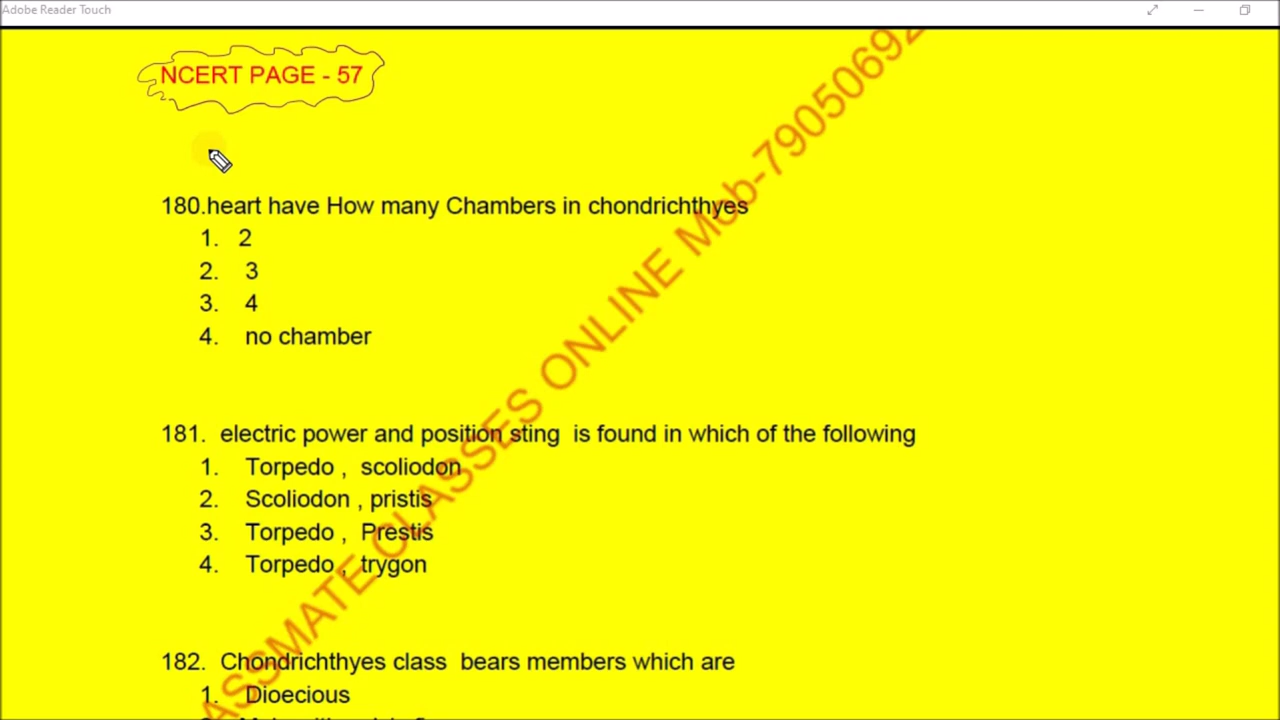 Adobe Reader Touch
NCERT PAGE - 57
180.heart have How many Chambers in chondrichthyes
1. 2
2. 3
3. 4
4. no chamber
181. electric power and position sting is found in which of the following
1. Torpedo , scoliodon
2. Scoliodon , pristis
3. Torpedo , Prestis
4. Torpedo , trygon
182. Chondrichthyes class bears members which are
1. Dioecious
ASSMATE CLASSES ONLINE Mob-79050692